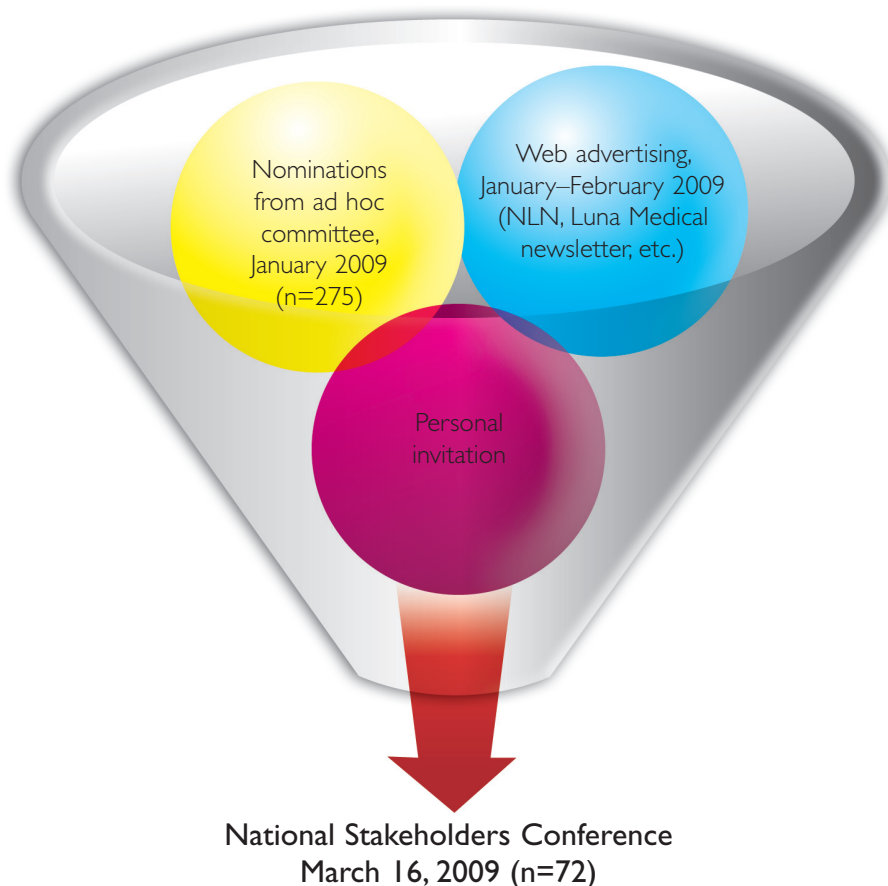 Nominations
from ad hoc
committee,
January 2009
(n=275)
Web advertising,
January–February 2009
(NLN, Luna Medical
newsletter, etc.)
Personal
invitation
National Stakeholders Conference
March 16, 2009 (n=72)